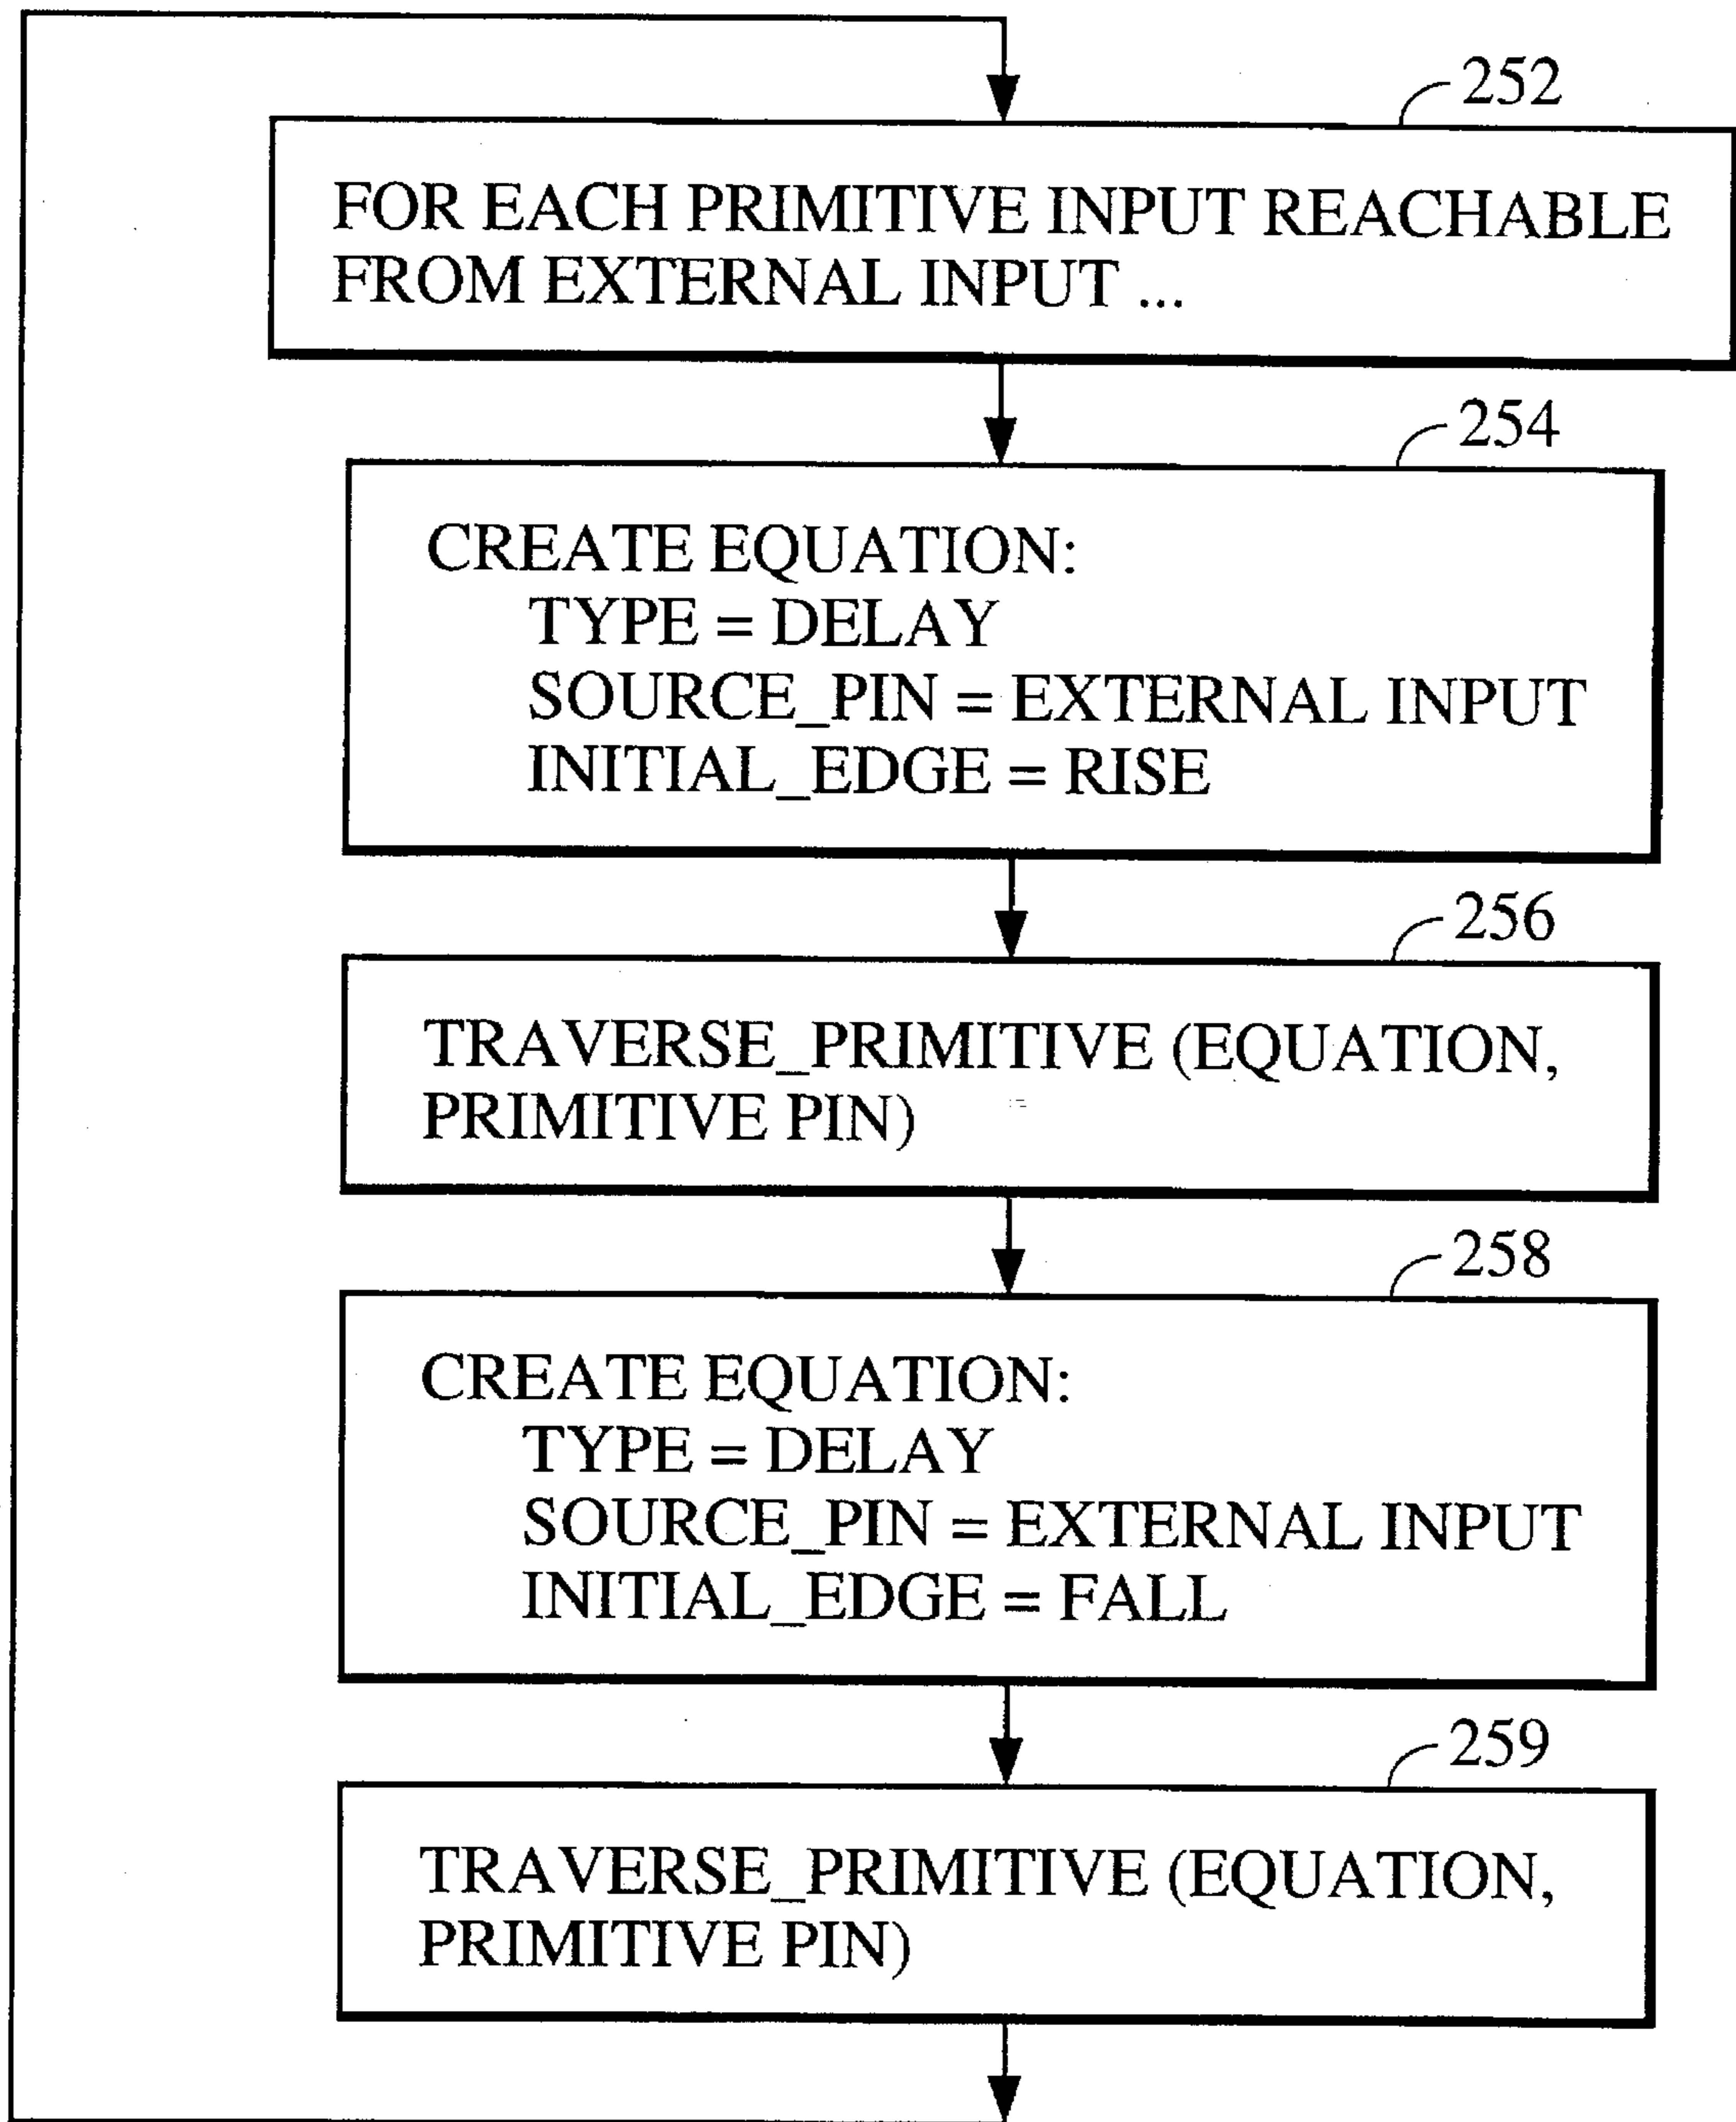 252
FOR EACH PRIMITIVE INPUT REACHABLE
FROM EXTERNAL INPUT ...
254
CREATE EQUATION:
TYPE = DELAY
SOURCE_PIN = EXTERNAL INPUT
INITIAL_EDGE = RISE
256
TRAVERSE_PRIMITIVE (EQUATION,
PRIMITIVE PIN)
258
CREATE EQUATION:
TYPE = DELAY
SOURCE_PIN = EXTERNAL INPUT
INITIAL_EDGE = FALL
259
TRAVERSE_PRIMITIVE (EQUATION,
PRIMITIVE PIN)